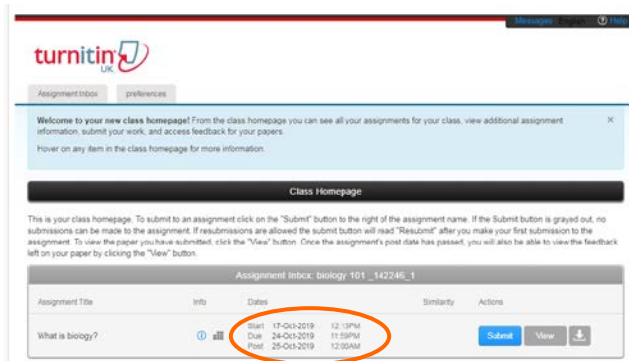 Messages English ? Help
turnitin
UK
Assignment Inbox preferences
Welcome to your new class homepage! From the class homepage you can see all your assignments for your class, view additional assignment
information, submit your work, and access feedback for your papers.
Hover on any item in the class homepage for more information.
Class Homepage
This is your class homepage. To submit to an assignment click on the "Submit" button to the right of the assignment name. If the Submit button is grayed out, no
submissions can be made to the assignment. If resubmissions are allowed the submit button will read "Resubmit" after you make your first submission to the
assignment. To view the paper you have submitted, click the "View" button. Once the assignment's post date has passed, you will also be able to view the feedback
left on your paper by clicking the "View" button.
Assignment Inbox: biology 101 _142246_1
Assignment Title Info Dates Similarity Actions
What is biology?
Start 17-Oct-2019 12:13PM
Due 24-Oct-2019 11:59PM
Post 25-Oct-2019 12:00AM
Submit View